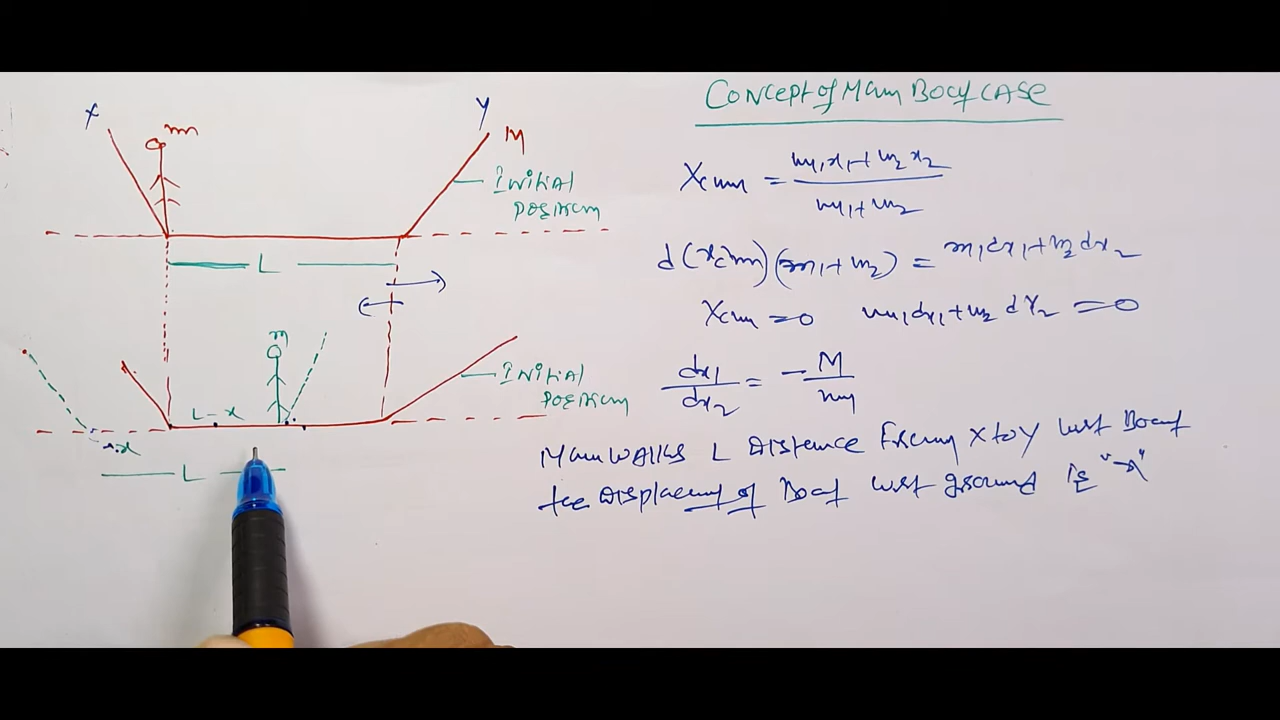 CONCEPT of Man Boat CASE
X
m
Y
M
Initial
Position
L
Xcm = m1x1+m2x2
m1+m2
d(xcm)(m1+m2) = m1dx1+m2dx2
Xcm=0 m1dx1+m2dx2=0
dx1/dx2 = -M/m
m
Initial
Position
L-x
-x
L
Man WALKS L DISTANCE From X to Y wrt Boat
the DISPlacement of Boat wrt ground is "-x"